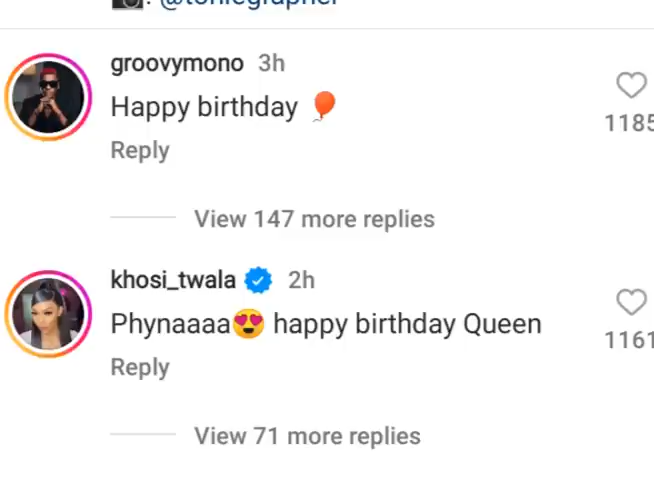 groovymono 3h
Happy birthday 🎈
1185
Reply
View 147 more replies
khosi_twala 2h
Phynaaaa😍 happy birthday Queen
1161
Reply
View 71 more replies